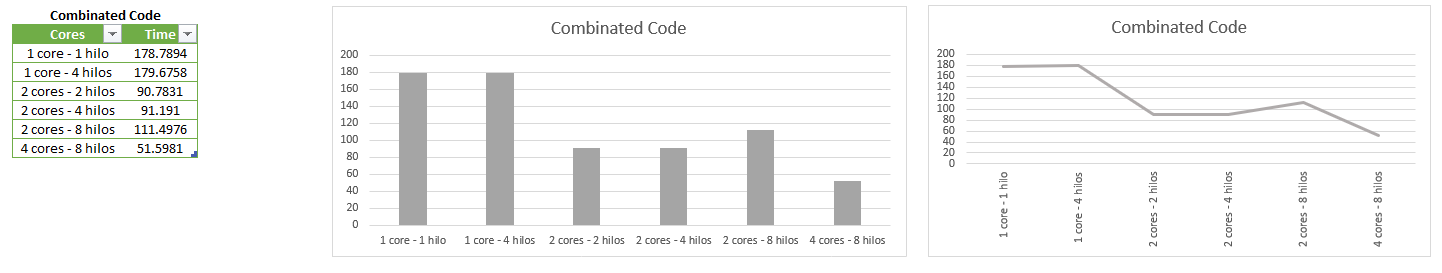 Combinated Code
Cores Time
1 core - 1 hilo 178.7894
1 core - 4 hilos 179.6758
2 cores - 2 hilos 90.7831
2 cores - 4 hilos 91.191
2 cores - 8 hilos 111.4976
4 cores - 8 hilos 51.5981
Combinated Code
200
180
160
140
120
100
80
60
40
20
0
1 core - 1 hilo 1 core - 4 hilos 2 cores - 2 hilos 2 cores - 4 hilos 2 cores - 8 hilos 4 cores - 8 hilos
Combinated Code
200
180
160
140
120
100
80
60
40
20
0
1 core - 1 hilo
1 core - 4 hilos
2 cores - 2 hilos
2 cores - 4 hilos
2 cores - 8 hilos
4 cores - 8 hilos